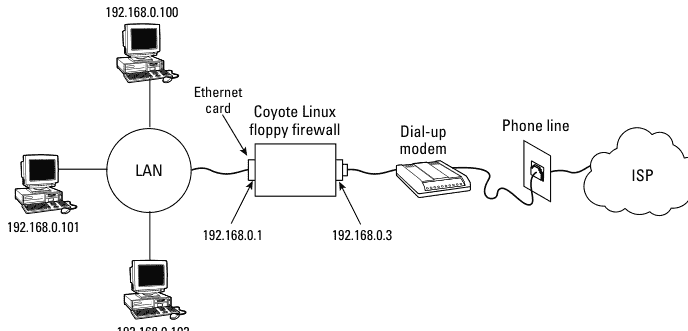 192.168.0.100
Ethernet
card
Coyote Linux
floppy firewall
Dial-up
modem
Phone line
LAN
ISP
192.168.0.101
192.168.0.1
192.168.0.3